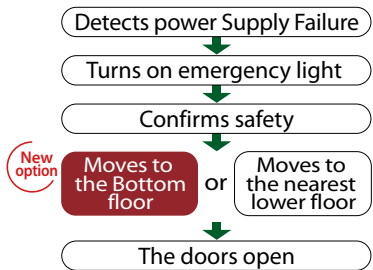 Detects power Supply Failure
Turns on emergency light
Confirms safety
New
option
Moves to
the Bottom
floor
or
Moves to
the nearest
lower floor
The doors open